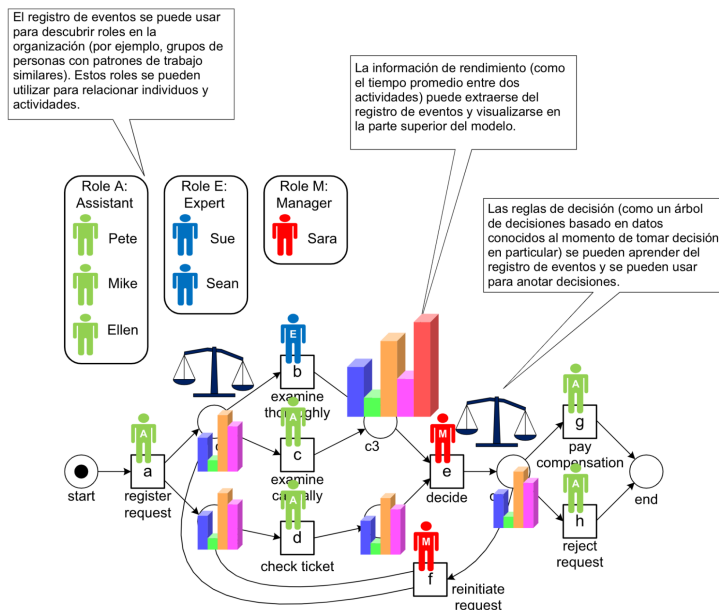 El registro de eventos se puede usar
para descubrir roles en la
organización (por ejemplo, grupos de
personas con patrones de trabajo
similares). Estos roles se pueden
utilizar para relacionar individuos y
actividades.
La información de rendimiento (como
el tiempo promedio entre dos
actividades) puede extraerse del
registro de eventos y visualizarse en
la parte superior del modelo.
Las reglas de decisión (como un árbol
de decisiones basado en datos
conocidos al momento de tomar decisión
en particular) se pueden aprender del
registro de eventos y se pueden usar
para anotar decisiones.
Role A:
Assistant
Pete
Mike
Ellen
Role E:
Expert
Sue
Sean
Role M:
Manager
Sara
start
A
a
register
request
E
b
examine
thoroughly
A
c
examine
A
d
check ticket
c3
M
e
decide
M
f
reinitiate
request
A
g
pay
compensation
A
h
reject
request
end